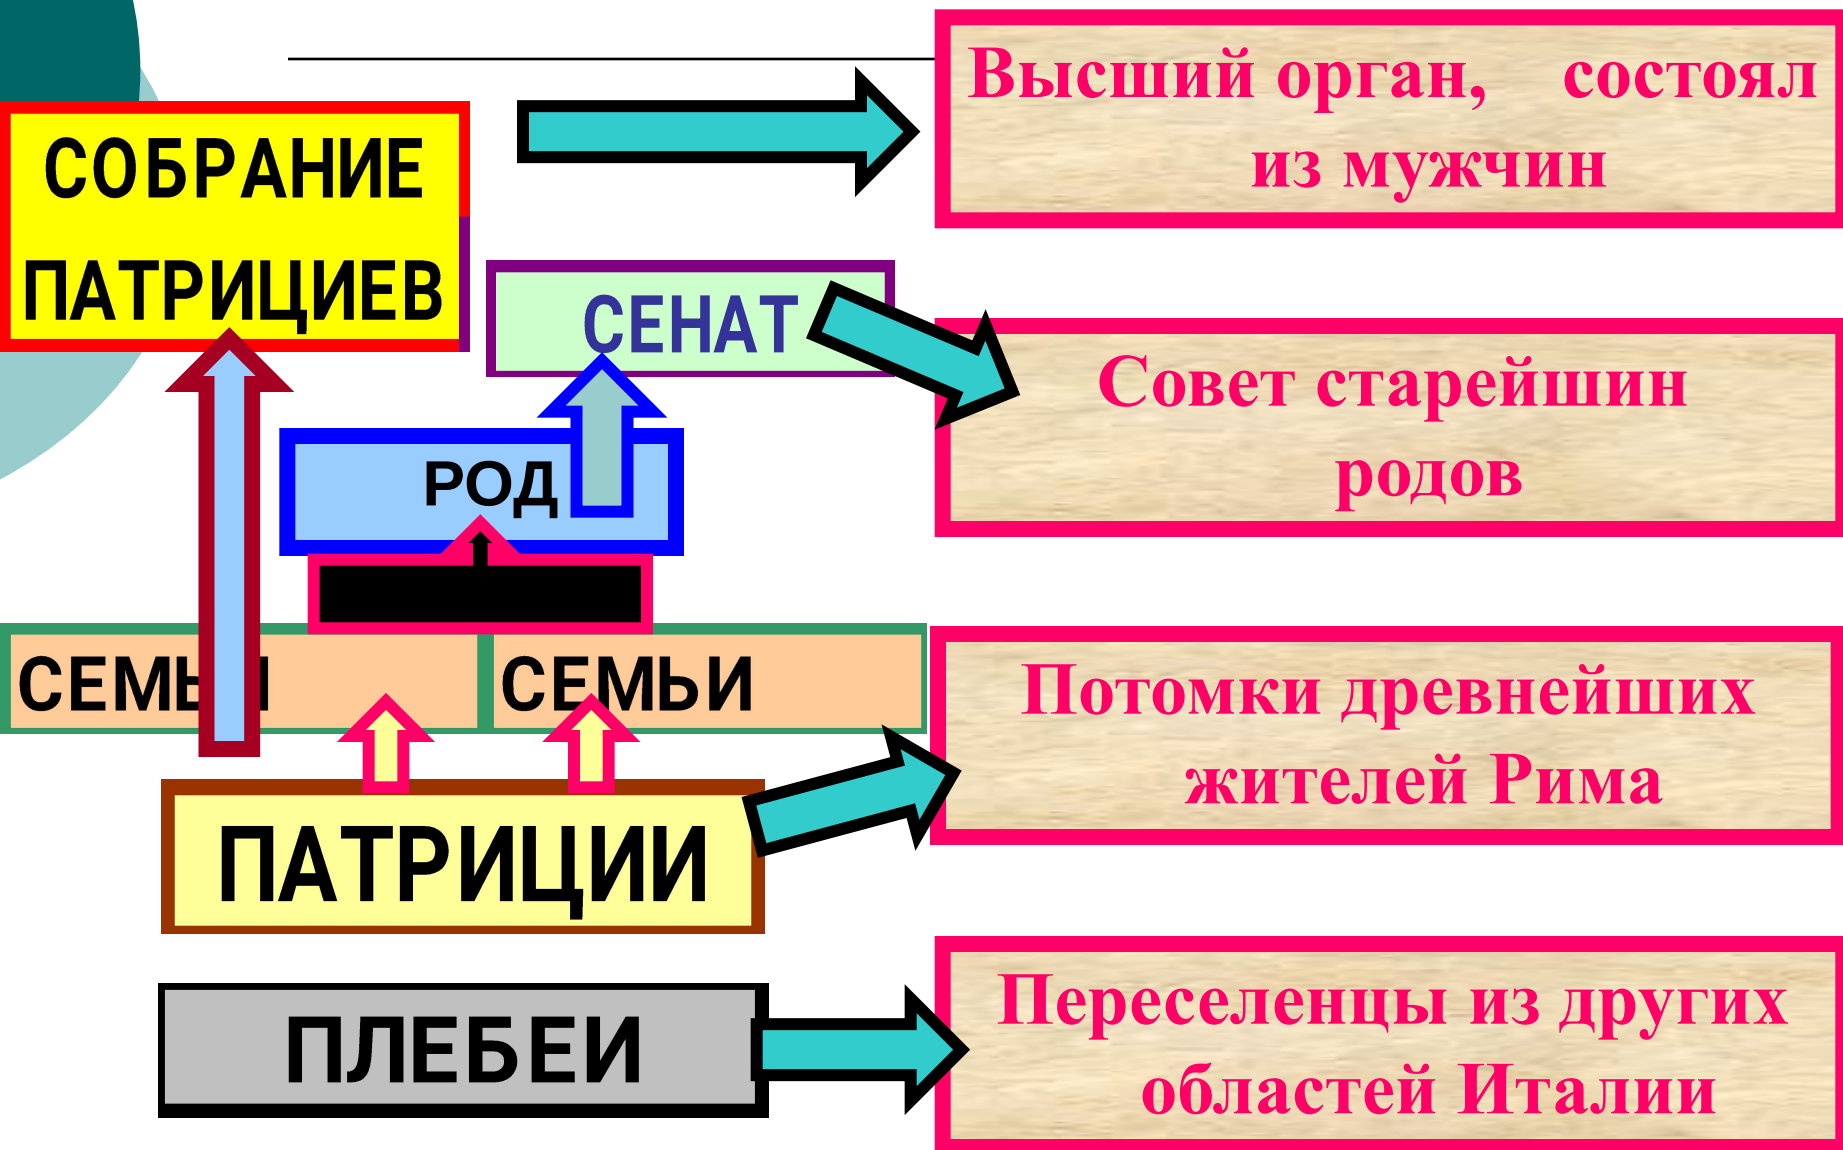 СОБРАНИЕ
ПАТРИЦИЕВ
Высший орган, состоял
из мужчин
СЕНАТ
Совет старейшин
родов
РОД
СЕМЬИ
СЕМЬИ
Потомки древнейших
жителей Рима
ПАТРИЦИИ
ПЛЕБЕИ
Переселенцы из других
областей Италии